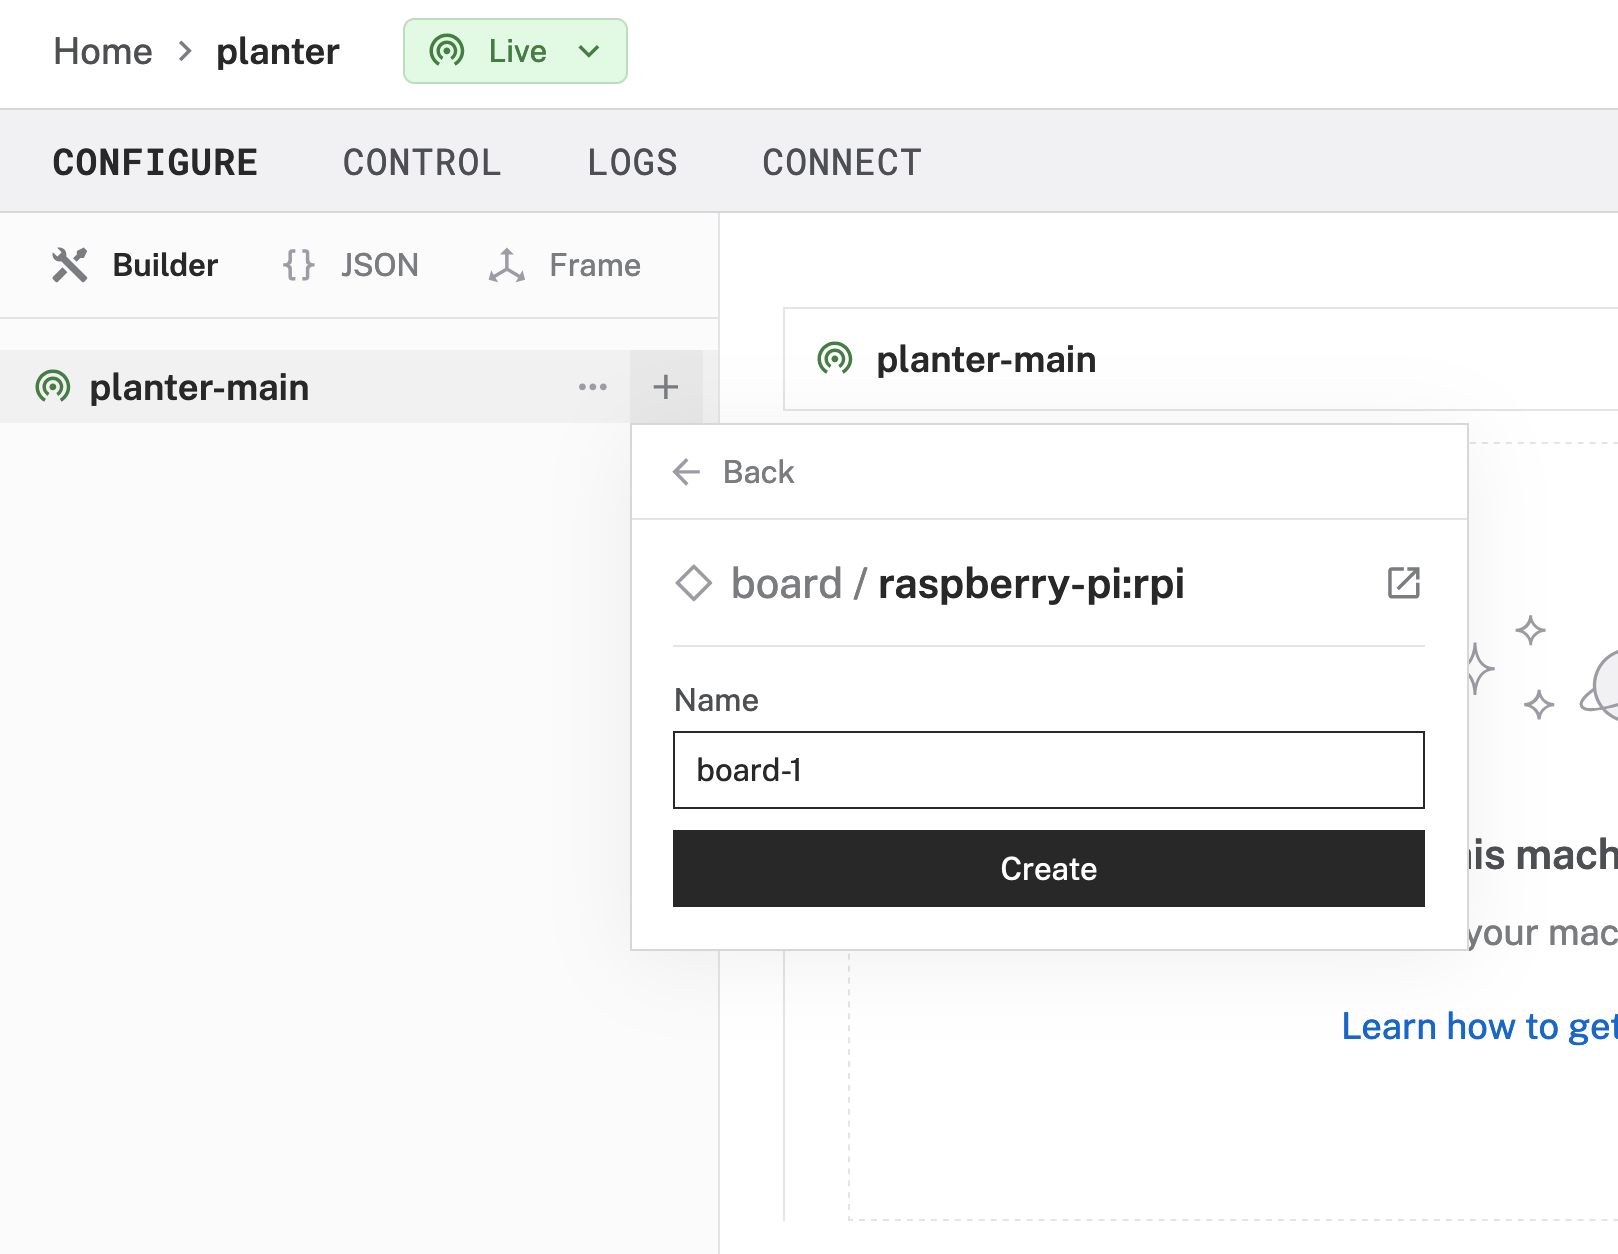 Home > planter Live
CONFIGURE CONTROL LOGS CONNECT
Builder {} JSON Frame
planter-main ... +
planter-main
Back
board / raspberry-pi:rpi
Name
board-1
Create
his mach
your mac
Learn how to get